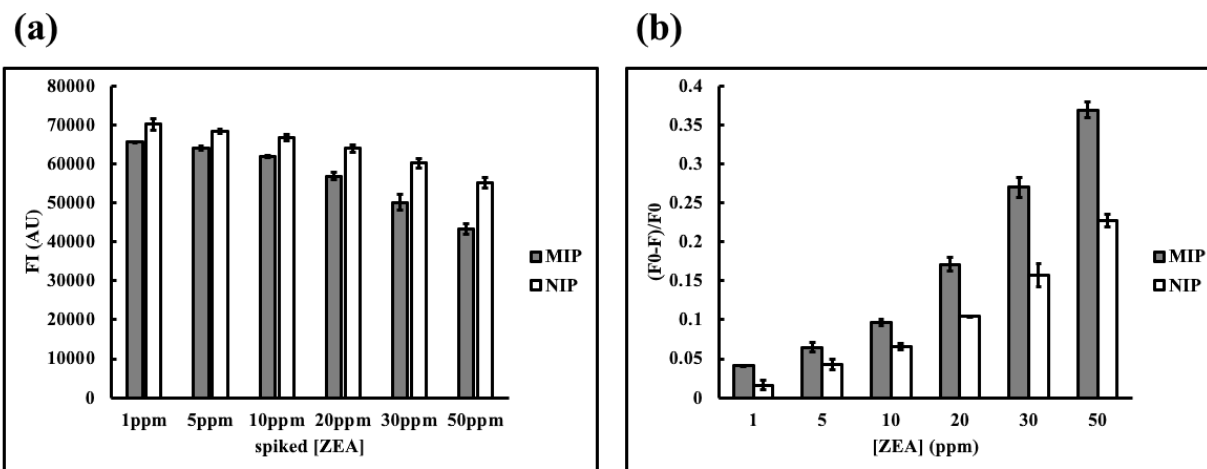 (a)
80000
70000
60000
50000
40000
30000
20000
10000
0
FI (AU)
1ppm 5ppm 10ppm 20ppm 30ppm 50ppm
spiked [ZEA]
MIP
NIP
(b)
0.4
0.35
0.3
0.25
0.2
0.15
0.1
0.05
0
(F0-F)/F0
1 5 10 20 30 50
[ZEA] (ppm)
MIP
NIP